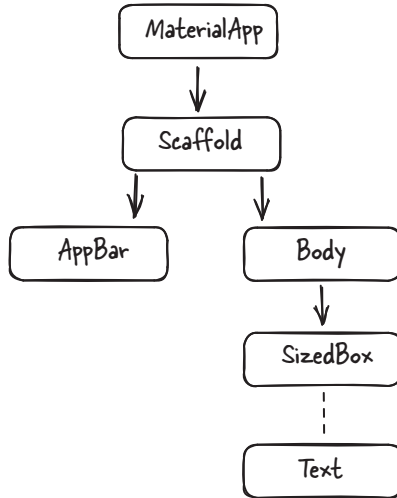 MaterialApp
Scaffold
AppBar
Body
SizedBox
Text